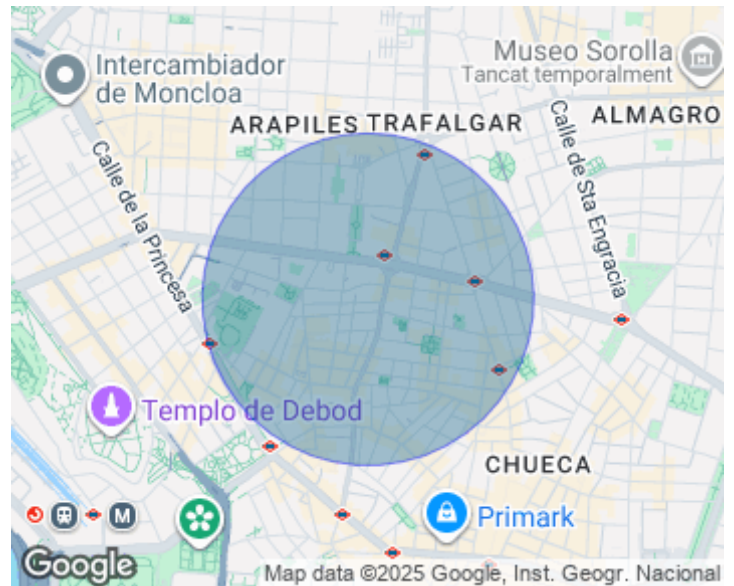 Intercambiador
de Moncloa
Museo Sorolla
Tancat temporalment
ARAPILES
TRAFALGAR
ALMAGRO
Calle de la Princesa
Calle de Sta Engracia
Templo de Debod
CHUECA
M
Primark
Google
Map data ©2025 Google, Inst. Geogr. Nacional